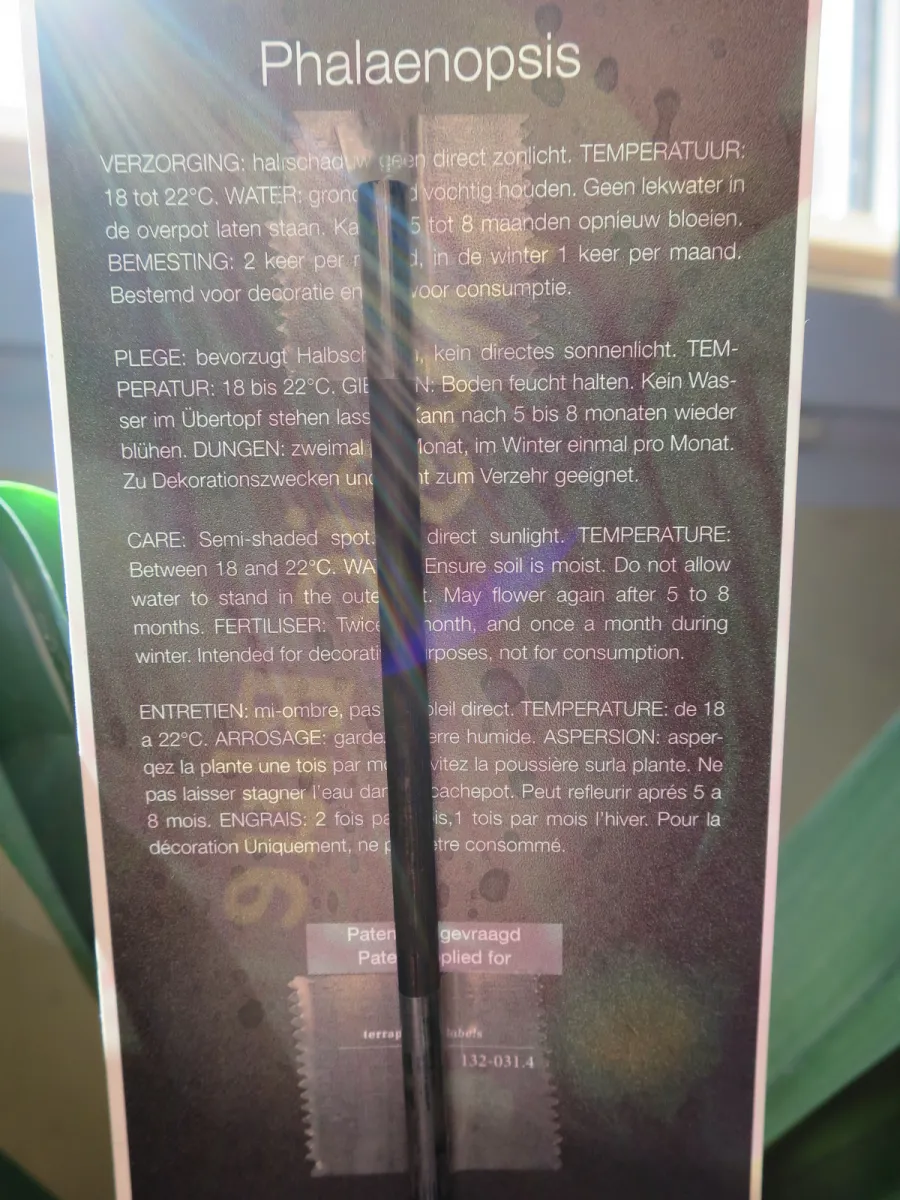 Phalaenopsis
VERZORGING: halfschaduw geen direct zonlicht. TEMPERATUUR:
18 tot 22°C. WATER: vochtig houden. Geen lekwater in
de overpot laten staan. 5 tot 8 maanden opnieuw bloeien.
BEMESTING: 2 keer per in de winter 1 keer per maand.
Bestemd voor decoratie en voor consumptie.
PLEGE: bevorzugt kein directes sonnenlicht. TEM-
PERATUR: 18 bis 22°C. Boden feucht halten. Kein Was-
ser im Übertopf stehen Kann nach 5 bis 8 monaten wieder
blühen. DUNGEN: zweimal Monat, im Winter einmal pro Monat.
Zu Dekorationszwecken zum Verzehr geeignet.
CARE: Semi-shaded spot. direct sunlight. TEMPERATURE:
Between 18 and 22°C. Ensure soil is moist. Do not allow
water to stand in the May flower again after 5 to 8
months. FERTILISER: Twice month, and once a month during
winter. Intended for not for consumption.
ENTRETIEN: mi-ombre, pas direct. TEMPERATURE: de 18
a 22°C. ARROSAGE: humide. ASPERSION: asper-
gez la plante une tois par la poussière surla plante. Ne
pas laisser stagner l'eau cachepot. Peut refleurir aprés 5 a
8 mois. ENGRAIS: 2 fois 1 tois par mois l'hiver. Pour la
décoration Uniquement, ne etre consommé.
gevraagd
for
labels
132-031.4